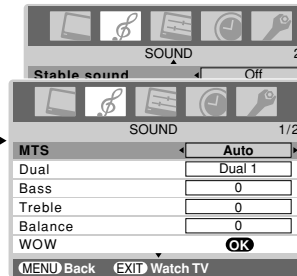 SOUND 2
Stable sound Off
SOUND 1/2
MTS Auto
Dual Dual 1
Bass 0
Treble 0
Balance 0
WOW OK
MENU Back EXIT Watch TV